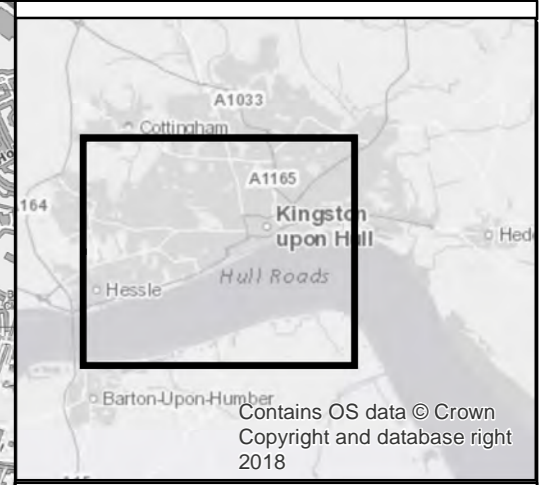 A1033
Cottingham
A1165
164
Kingston
upon Hull
Hed
Hull Roads
Hessle
Barton-Upon-Humber
Contains OS data © Crown
Copyright and database right
2018